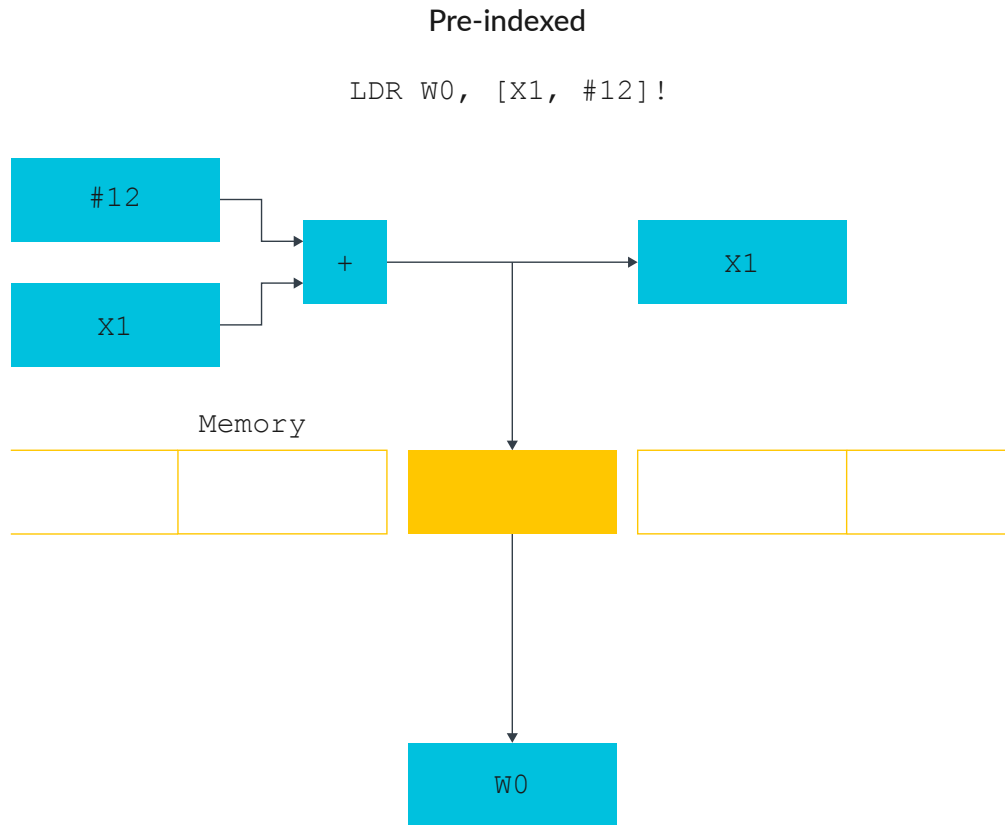 Pre-indexed
LDR W0, [X1, #12]!
#12
+
X1
X1
Memory
W0